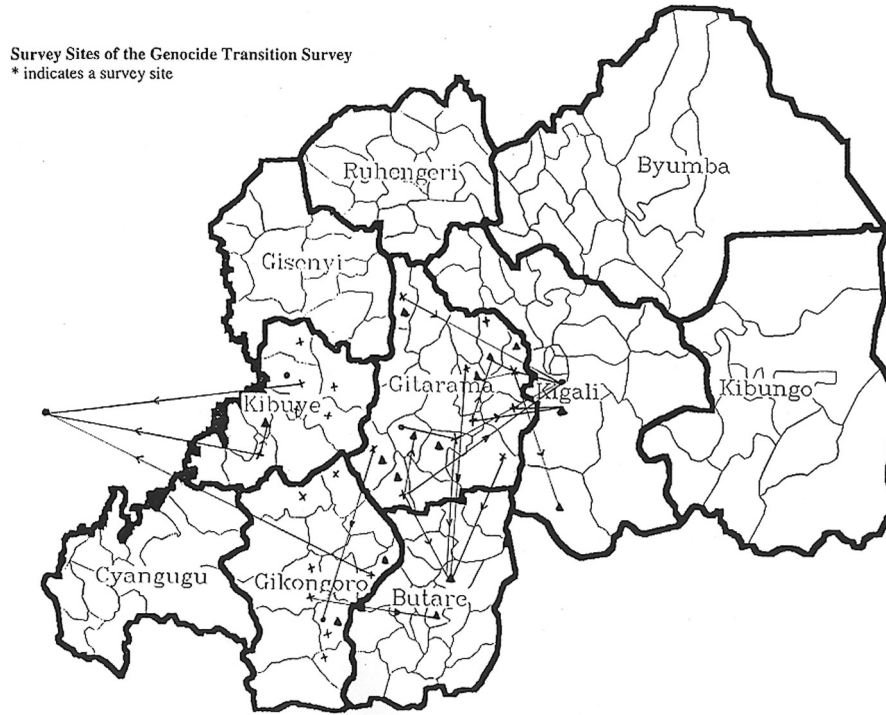 Survey Sites of the Genocide Transition Survey
* indicates a survey site
Ruhengeri
Byumba
Gisenyi
Gitarama
Kigali
Kibungo
Kibuye
Cyangugu
Gikongoro
Butare